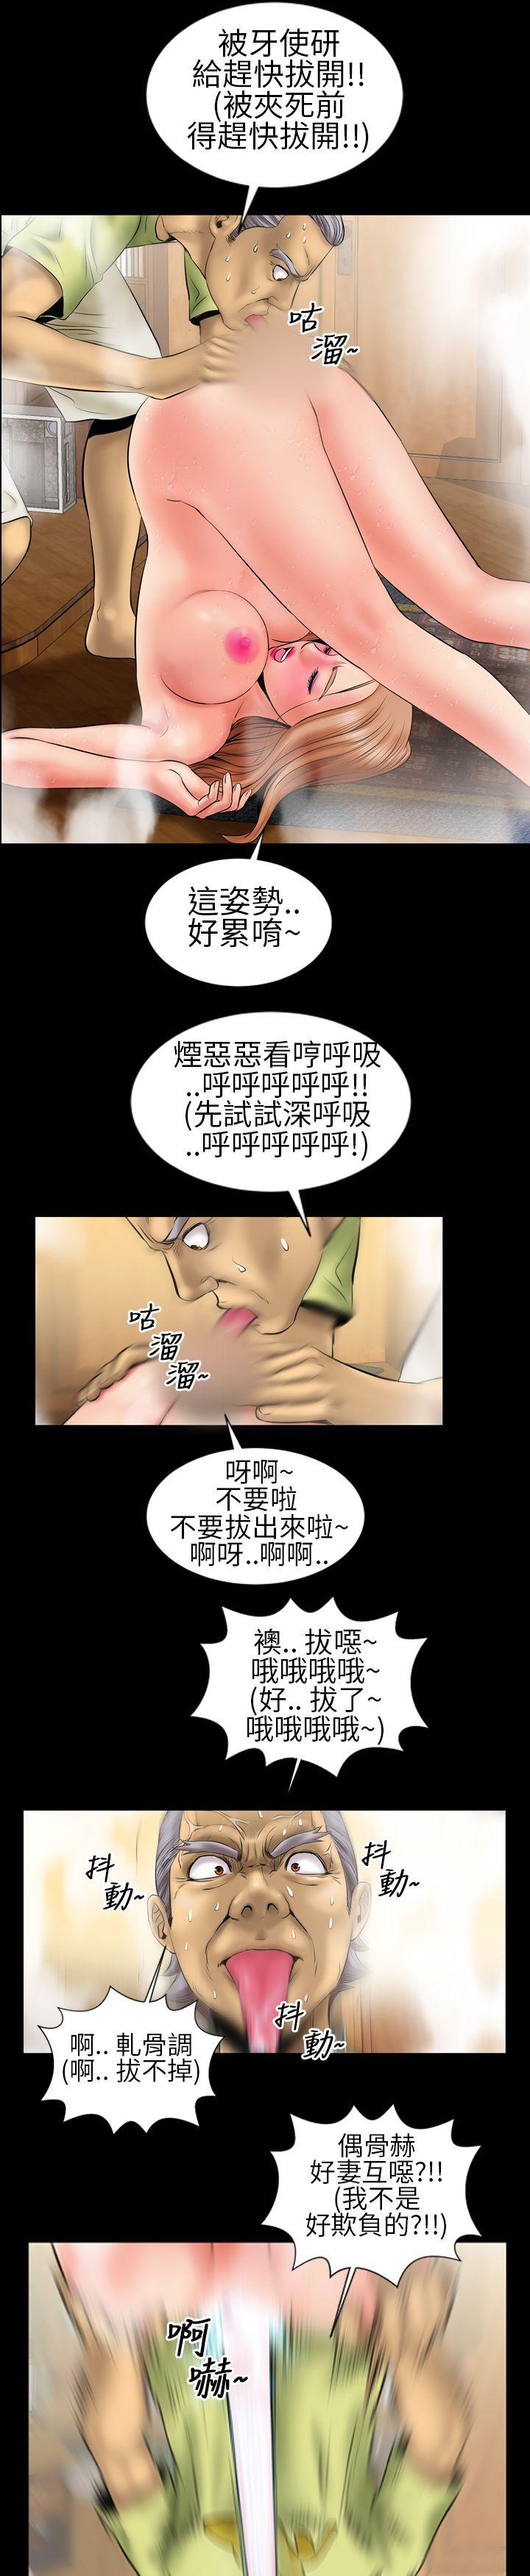 被牙使研
給趕快拔開!!
(被夾死前
得趕快拔開!!)
咕
溜~
這姿勢..
好累唷~
煙惡惡看哼呼吸
..呼呼呼呼呼!!
(先試試深呼吸
..呼呼呼呼呼!)
咕
溜
溜~
呀啊~
不要啦
不要拔出來啦~
啊呀..啊啊..
襖.. 拔噁~
哦哦哦哦~
(好.. 拔了~
哦哦哦哦~)
抖
動~
抖
動~
抖
動~
啊.. 軋骨調
(啊.. 拔不掉)
偶骨赫
好妻互噁?!!
(我不是
好欺負的?!!)
啊
嚇~